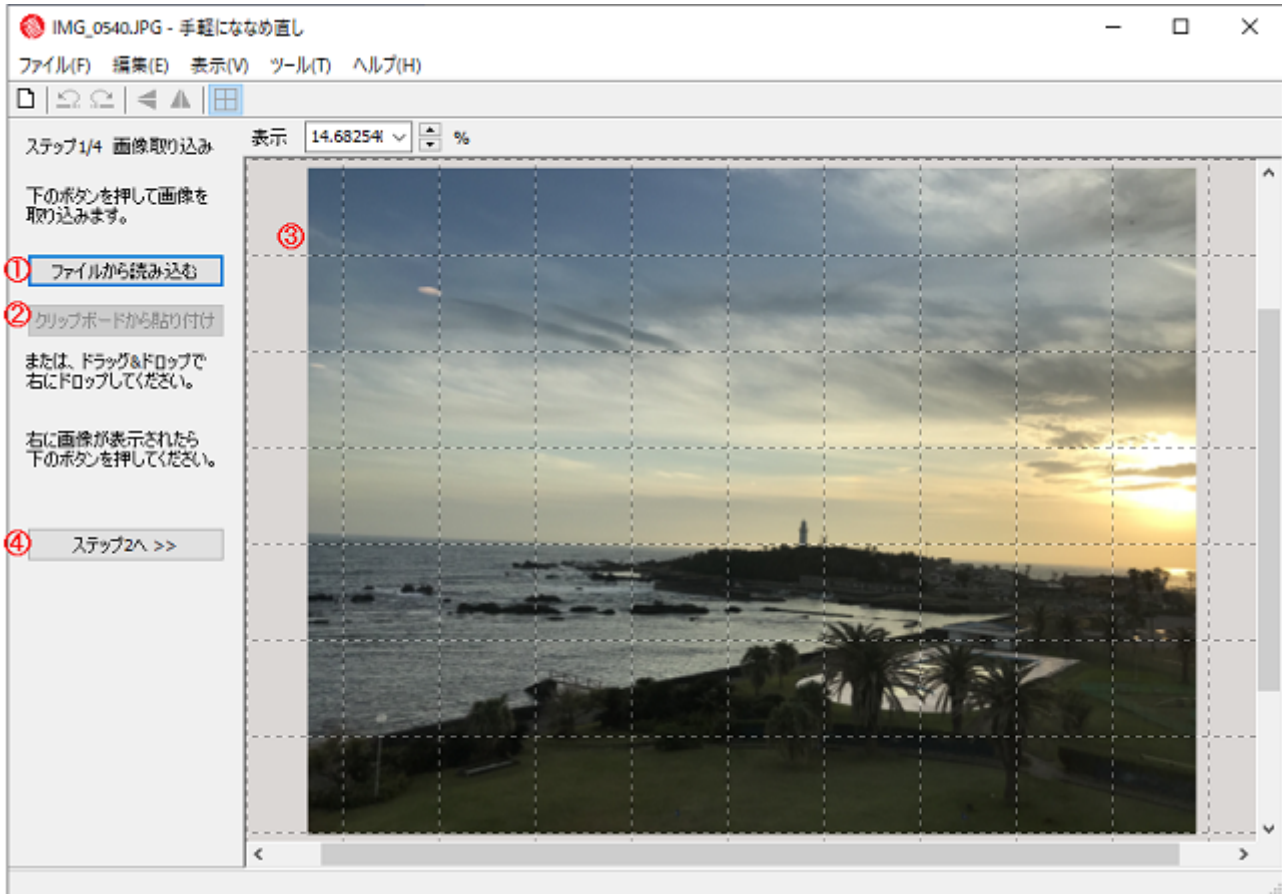 IMG_0540.JPG - 手軽にななめ直し
ファイル(F) 編集(E) 表示(V) ツール(T) ヘルプ(H)
ステップ1/4 画像取り込み
表示 14.68254 %
下のボタンを押して画像を
取り込みます。
③
① ファイルから読み込む
② クリップボードから貼り付け
または、ドラッグ&ドロップで
右にドロップしてください。
右に画像が表示されたら
下のボタンを押してください。
④ ステップ2へ >>